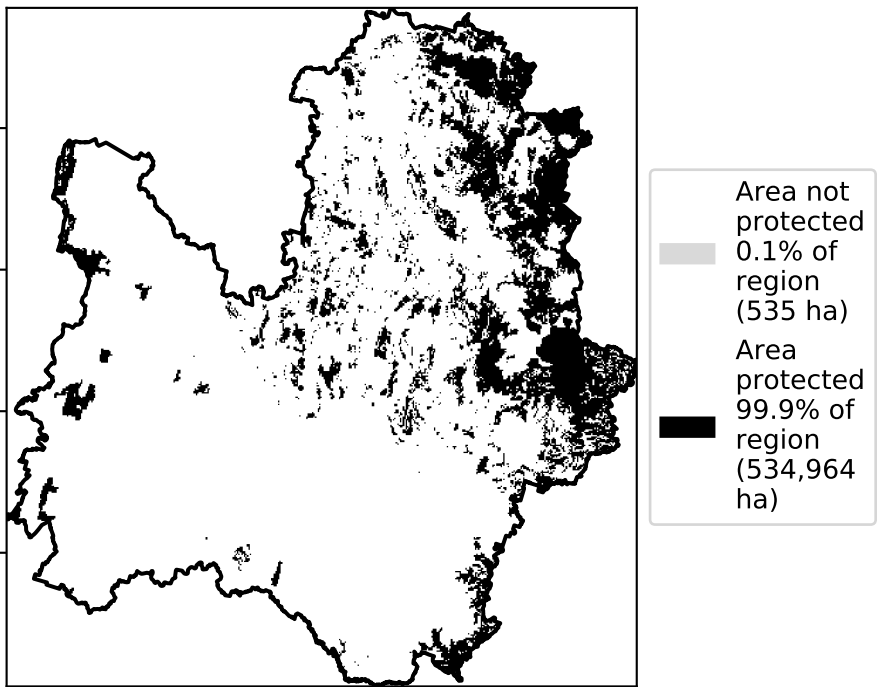 Area not
protected
0.1% of
region
(535 ha)
Area
protected
99.9% of
region
(534,964
ha)